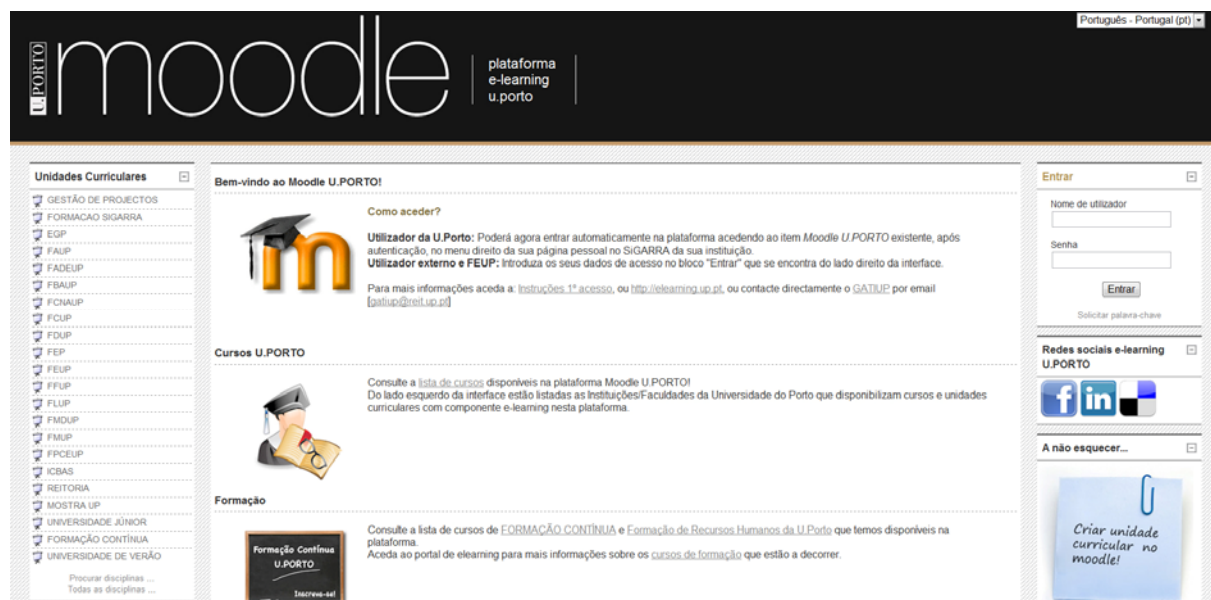 Português - Portugal (pt)
U.PORTO
moodle
plataforma
e-learning
u.porto
Unidades Curriculares
GESTÃO DE PROJECTOS
FORMACAO SIGARRA
EGP
FAUP
FADEUP
FBAUP
FCNAUP
FCUP
FDUP
FEP
FEUP
FFUP
FLUP
FMDUP
FMUP
FPCEUP
ICBAS
REITORIA
MOSTRA UP
UNIVERSIDADE JÚNIOR
FORMAÇÃO CONTÍNUA
UNIVERSIDADE DE VERÃO
Procurar disciplinas ...
Todas as disciplinas ...
Bem-vindo ao Moodle U.PORTO!
m
Como aceder?
Utilizador da U.Porto: Poderá agora entrar automaticamente na plataforma acedendo ao item Moodle U.PORTO existente, após
autenticação, no menu direito da sua página pessoal no SiGARRA da sua instituição.
Utilizador externo e FEUP: Introduza os seus dados de acesso no bloco "Entrar" que se encontra do lado direito da interface.
Para mais informações aceda a: Instruções 1º acesso, ou http://elearning.up.pt, ou contacte directamente o GATIUP por email
[gatiup@reit.up.pt]
Cursos U.PORTO
Consulte a lista de cursos disponíveis na plataforma Moodle U.PORTO!
Do lado esquerdo da interface estão listadas as Instituições/Faculdades da Universidade do Porto que disponibilizam cursos e unidades
curriculares com componente e-learning nesta plataforma.
Formação
Formação Contínua
U.PORTO
Inscreve-se!
Consulte a lista de cursos de FORMAÇÃO CONTÍNUA e Formação de Recursos Humanos da U.Porto que temos disponíveis na
plataforma.
Aceda ao portal de elearning para mais informações sobre os cursos de formação que estão a decorrer.
Entrar
Nome de utilizador
Senha
Entrar
Solicitar palavra-chave
Redes sociais e-learning
U.PORTO
f
in
A não esquecer...
Criar unidade
curricular no
moodle!